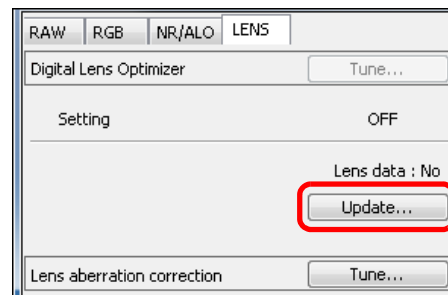 RAW RGB NR/ALO LENS
Digital Lens Optimizer Tune...
Setting OFF
Lens data : No
Update...
Lens aberration correction Tune...